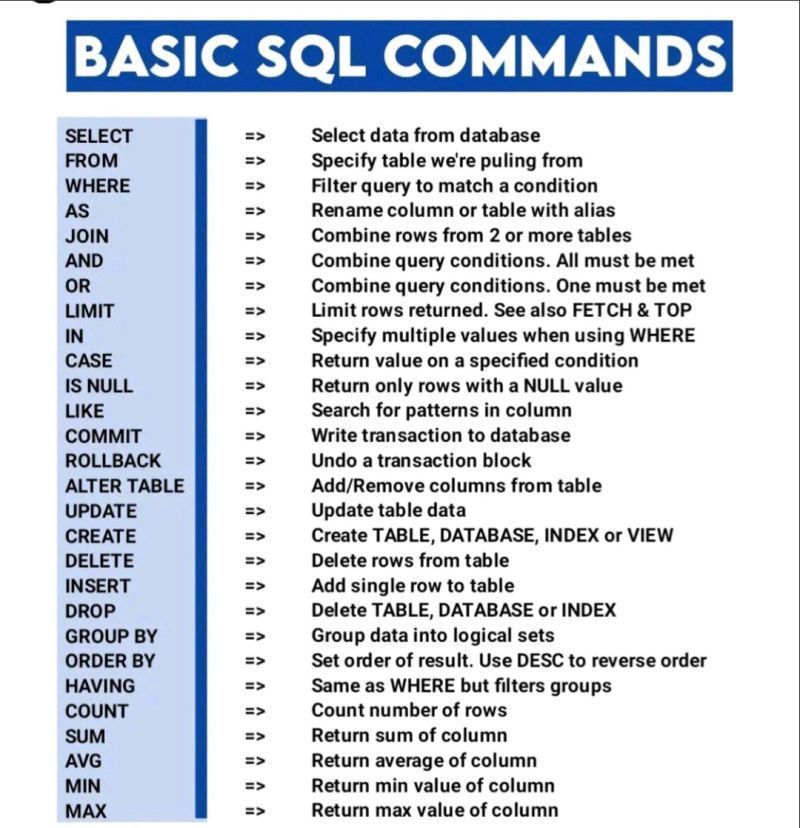 BASIC SQL COMMANDS
SELECT => Select data from database
FROM => Specify table we're puling from
WHERE => Filter query to match a condition
AS => Rename column or table with alias
JOIN => Combine rows from 2 or more tables
AND => Combine query conditions. All must be met
OR => Combine query conditions. One must be met
LIMIT => Limit rows returned. See also FETCH & TOP
IN => Specify multiple values when using WHERE
CASE => Return value on a specified condition
IS NULL => Return only rows with a NULL value
LIKE => Search for patterns in column
COMMIT => Write transaction to database
ROLLBACK => Undo a transaction block
ALTER TABLE => Add/Remove columns from table
UPDATE => Update table data
CREATE => Create TABLE, DATABASE, INDEX or VIEW
DELETE => Delete rows from table
INSERT => Add single row to table
DROP => Delete TABLE, DATABASE or INDEX
GROUP BY => Group data into logical sets
ORDER BY => Set order of result. Use DESC to reverse order
HAVING => Same as WHERE but filters groups
COUNT => Count number of rows
SUM => Return sum of column
AVG => Return average of column
MIN => Return min value of column
MAX => Return max value of column